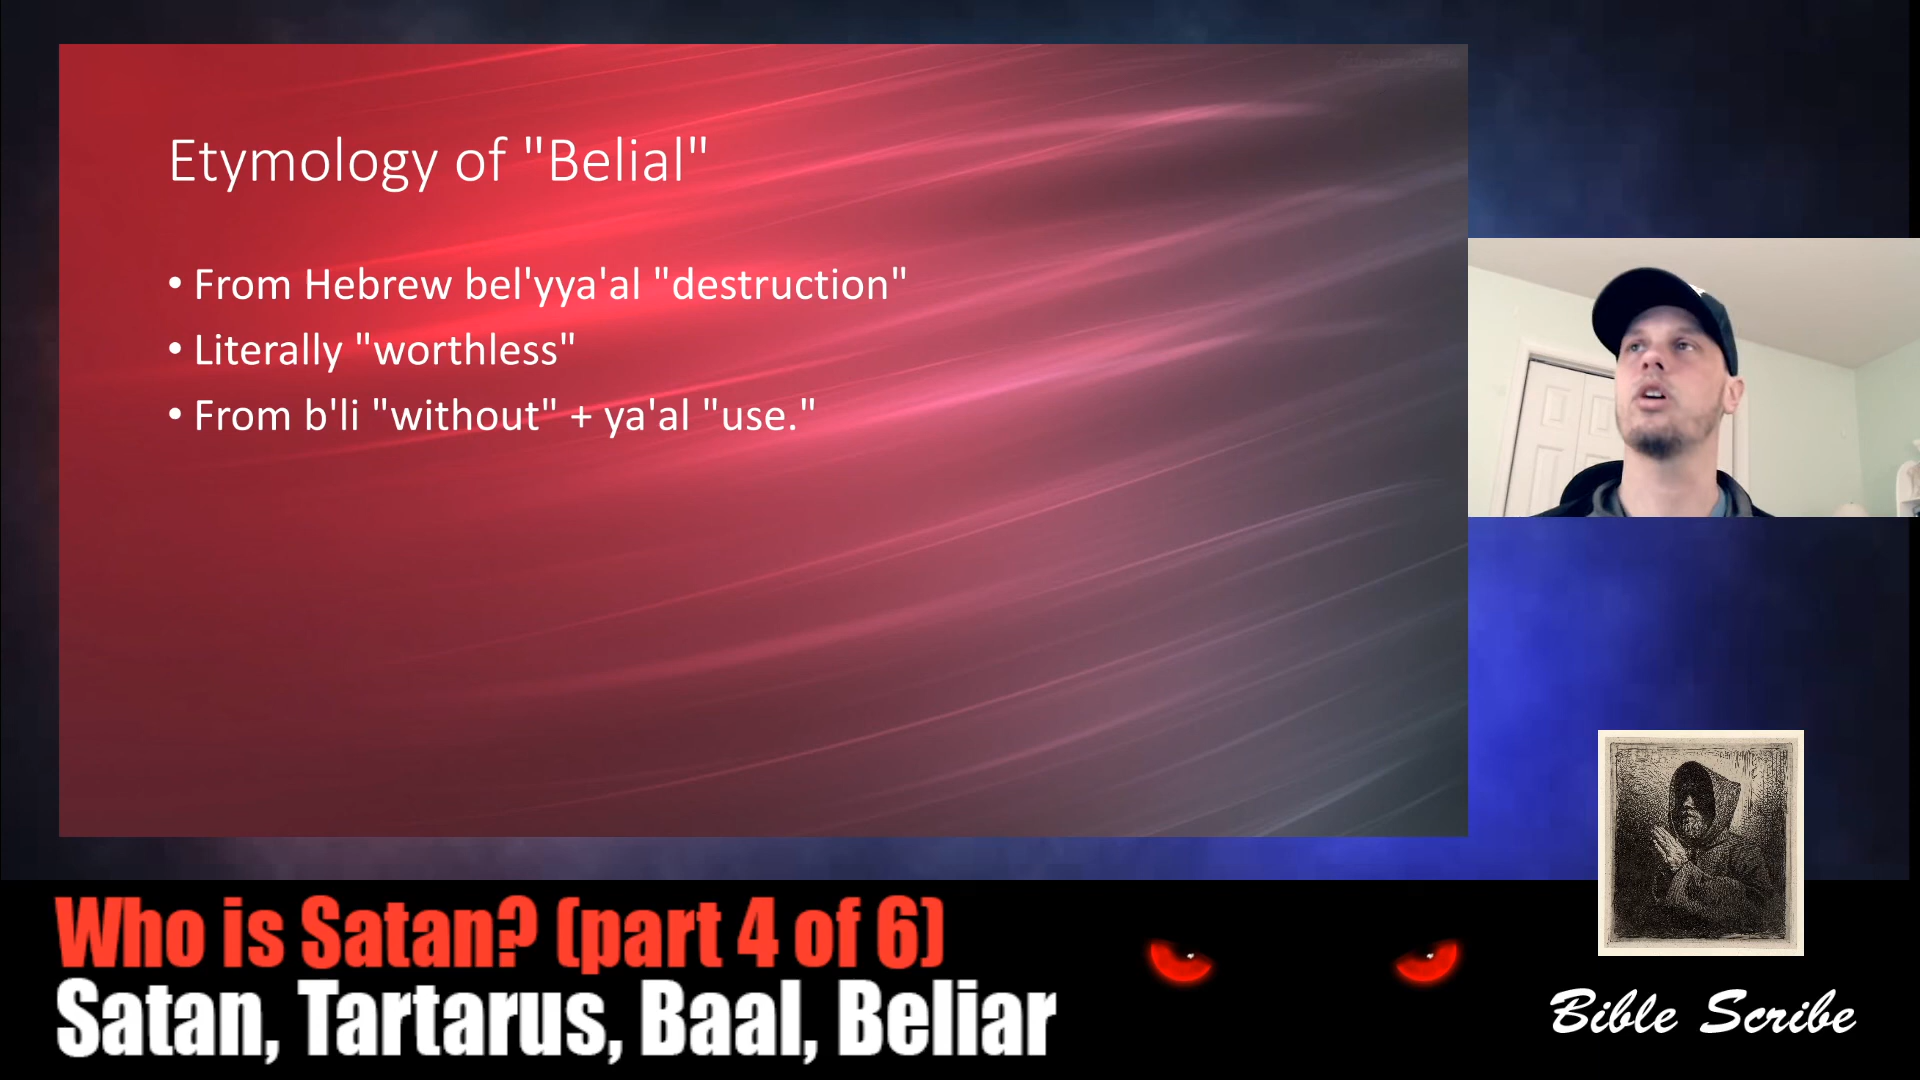 Etymology of "Belial"
• From Hebrew bel'yya'al "destruction"
• Literally "worthless"
• From b'li "without" + ya'al "use."
Who is Satan? (part 4 of 6)
Satan, Tartarus, Baal, Beliar
Bible Scribe